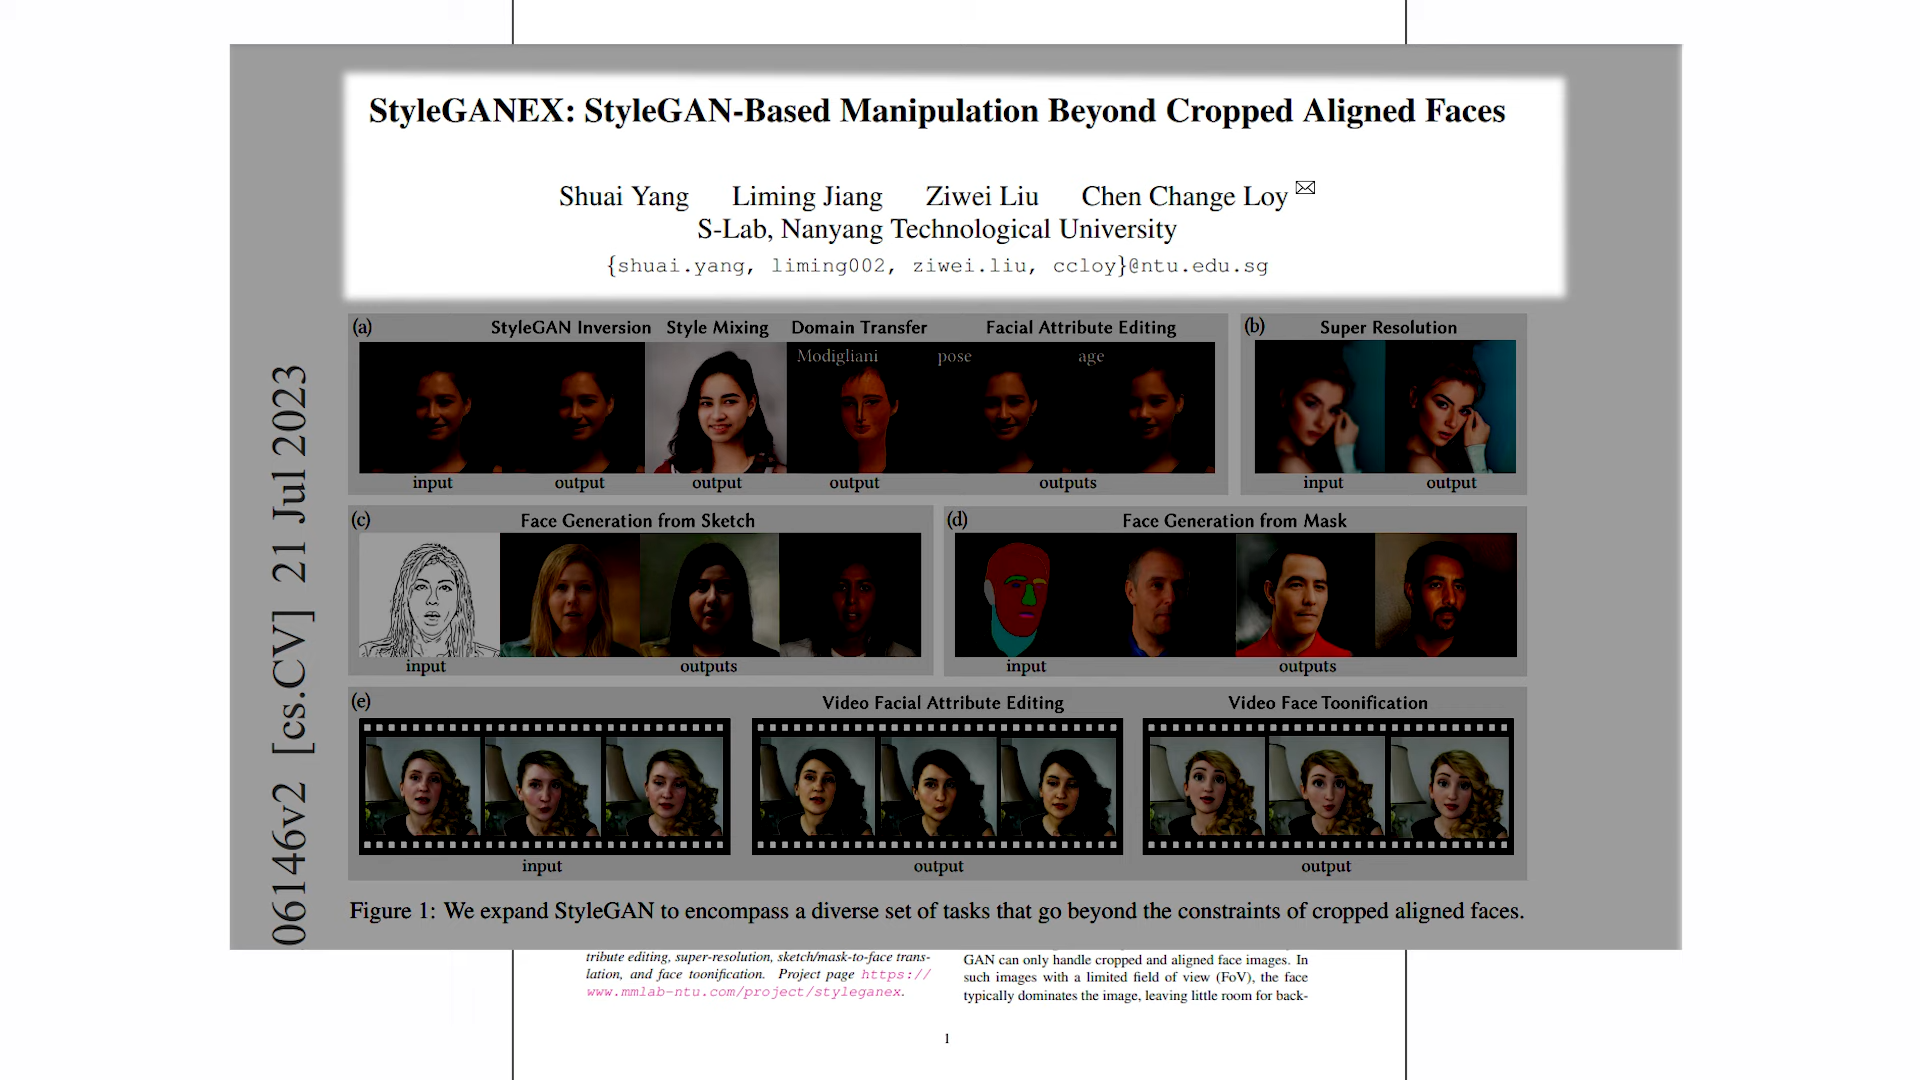 StyleGANEX: StyleGAN-Based Manipulation Beyond Cropped Aligned Faces
Shuai Yang Liming Jiang Ziwei Liu Chen Change Loy ✉
S-Lab, Nanyang Technological University
{shuai.yang, liming002, ziwei.liu, ccloy}@ntu.edu.sg
06146v2 [cs.CV] 21 Jul 2023
(a) StyleGAN Inversion Style Mixing Domain Transfer Facial Attribute Editing
Modigliani pose age
input output output output outputs
(b) Super Resolution
input output
(c) Face Generation from Sketch
input outputs
(d) Face Generation from Mask
input outputs
(e) Video Facial Attribute Editing Video Face Toonification
input output output
Figure 1: We expand StyleGAN to encompass a diverse set of tasks that go beyond the constraints of cropped aligned faces.
tribute editing, super-resolution, sketch/mask-to-face trans-
lation, and face toonification. Project page https://
www.mmlab-ntu.com/project/styleganex.
GAN can only handle cropped and aligned face images. In
such images with a limited field of view (FoV), the face
typically dominates the image, leaving little room for back-
1